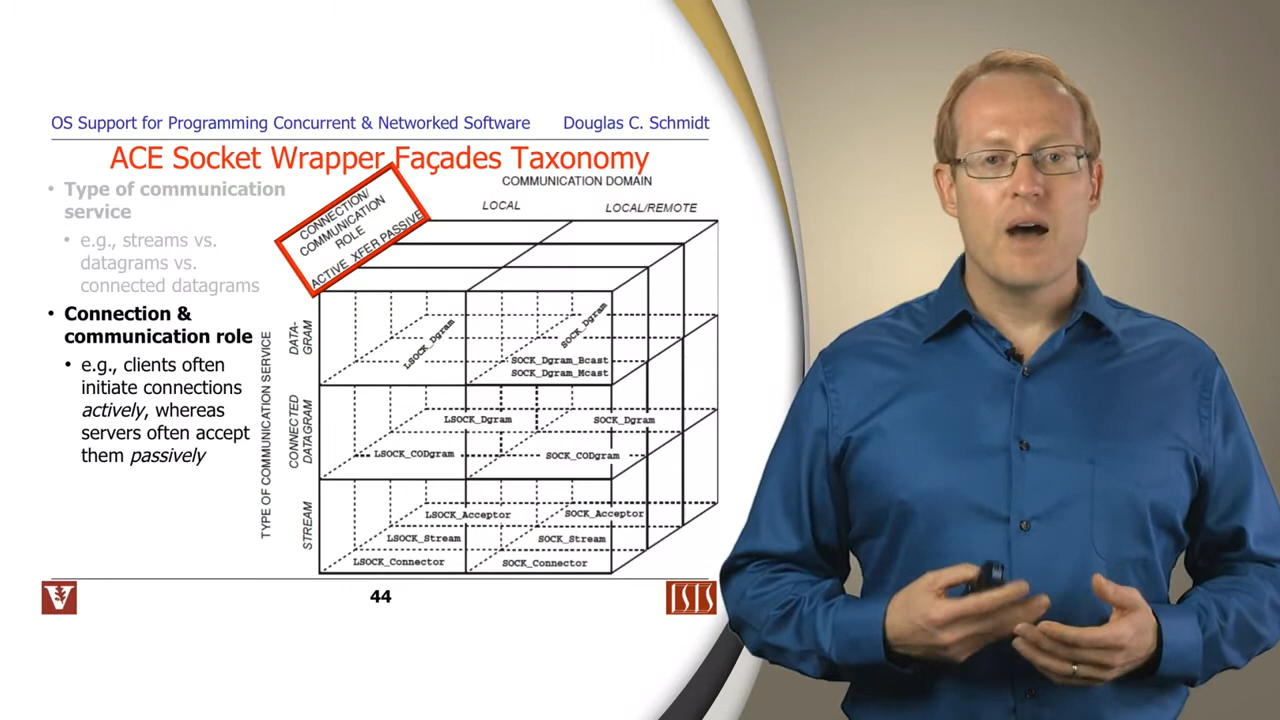 OS Support for Programming Concurrent & Networked Software Douglas C. Schmidt
ACE Socket Wrapper Façades Taxonomy
• Type of communication
service
• e.g., streams vs.
datagrams vs.
connected datagrams
• Connection &
communication role
• e.g., clients often
initiate connections
actively, whereas
servers often accept
them passively
COMMUNICATION DOMAIN
LOCAL LOCAL/REMOTE
CONNECTION/
COMMUNICATION
ROLE
ACTIVE XFER PASSIVE
TYPE OF COMMUNICATION SERVICE
DATA-
GRAM
LSOCK_Dgram
SOCK_Dgram
SOCK_Dgram_Bcast
SOCK_Dgram_Mcast
CONNECTED
DATAGRAM
LSOCK_Dgram SOCK_Dgram
LSOCK_CODgram SOCK_CODgram
STREAM
LSOCK_Acceptor SOCK_Acceptor
LSOCK_Stream SOCK_Stream
LSOCK_Connector SOCK_Connector
V
44
ISIS